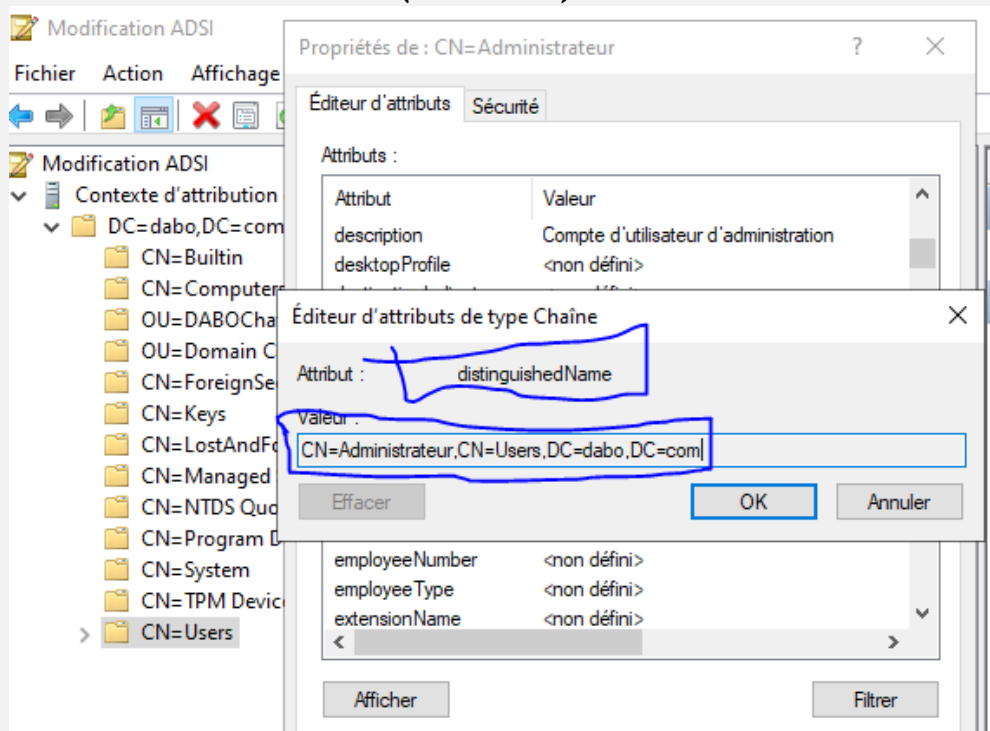 Modification ADSI
Fichier Action Affichage
Modification ADSI
Contexte d'attribution
DC=dabo,DC=com
CN=Builtin
CN=Computers
OU=DABOCha
OU=Domain C
CN=ForeignSe
CN=Keys
CN=LostAndFo
CN=Managed
CN=NTDS Quo
CN=Program D
CN=System
CN=TPM Device
CN=Users
Propriétés de : CN=Administrateur ?
Éditeur d'attributs Sécurité
Attributs :
Attribut Valeur
description Compte d'utilisateur d'administration
desktopProfile <non défini>
Éditeur d'attributs de type Chaîne
Attribut : distinguishedName
Valeur :
CN=Administrateur,CN=Users,DC=dabo,DC=com
Effacer OK Annuler
employeeNumber <non défini>
employeeType <non défini>
extensionName <non défini>
Afficher Filtrer